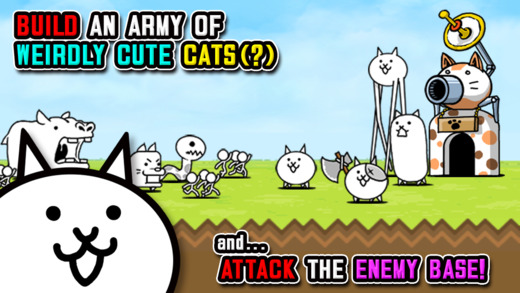 BUILD AN ARMY OF
WEIRDLY CUTE CATS(?)
and...
ATTACK THE ENEMY BASE!